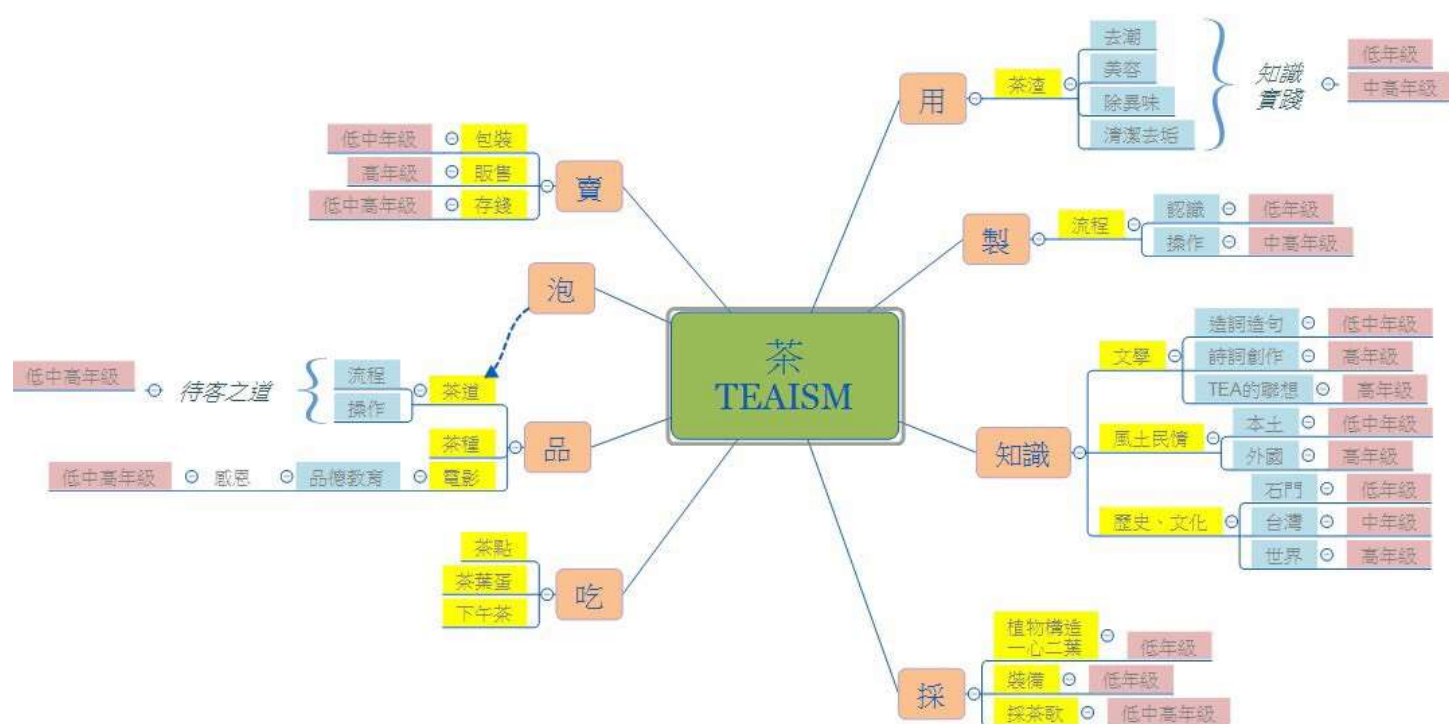 茶
TEAISM
用
茶渣
去潮
美容
除異味
清潔去垢
知識
實踐
低年級
中高年級
製
流程
認識
低年級
操作
中高年級
知識
文學
造詞造句
低中年級
詩詞創作
高年級
TEA的聯想
高年級
風土民情
本土
低中年級
外國
高年級
歷史、文化
石門
低年級
台灣
中年級
世界
高年級
採
植物構造
一心二葉
低年級
裝備
低年級
採茶歌
低中高年級
賣
包裝
低中年級
販售
高年級
存錢
低中高年級
泡
品
茶道
流程
操作
待客之道
低中高年級
茶種
電影
品德教育
感恩
低中高年級
吃
茶點
茶葉蛋
下午茶